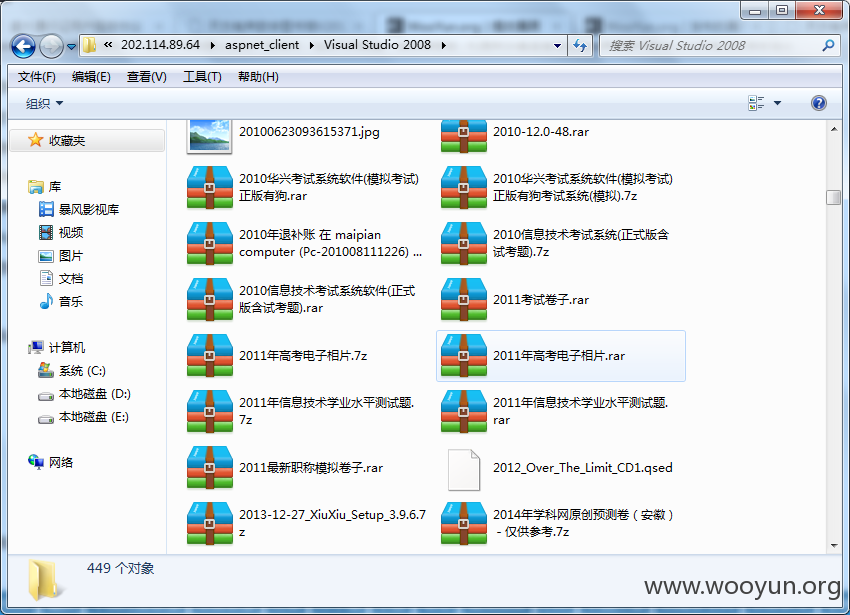 « 202.114.89.64 ▸ aspnet_client ▸ Visual Studio 2008 ▸
搜索 Visual Studio 2008
文件(F) 编辑(E) 查看(V) 工具(T) 帮助(H)
组织
收藏夹
库
暴风影视库
视频
图片
文档
音乐
计算机
系统 (C:)
本地磁盘 (D:)
本地磁盘 (E:)
网络
20100623093615371.jpg
2010-12.0-48.rar
2010华兴考试系统软件(模拟考试)
正版有狗.rar
2010华兴考试系统软件(模拟考试)
正版有狗考试系统(模拟).7z
2010年退补账 在 maipian
computer (Pc-201008111226) ...
2010信息技术考试系统(正式版含
试考题).7z
2010信息技术考试系统软件(正式
版含试考题).rar
2011考试卷子.rar
2011年高考电子相片.7z
2011年高考电子相片.rar
2011年信息技术学业水平测试题.
7z
2011年信息技术学业水平测试题.
rar
2011最新职称模拟卷子.rar
2012_Over_The_Limit_CD1.qsed
2013-12-27_XiuXiu_Setup_3.9.6.7
z
2014年学科网原创预测卷（安徽）
- 仅供参考.7z
449 个对象
www.wooyun.org